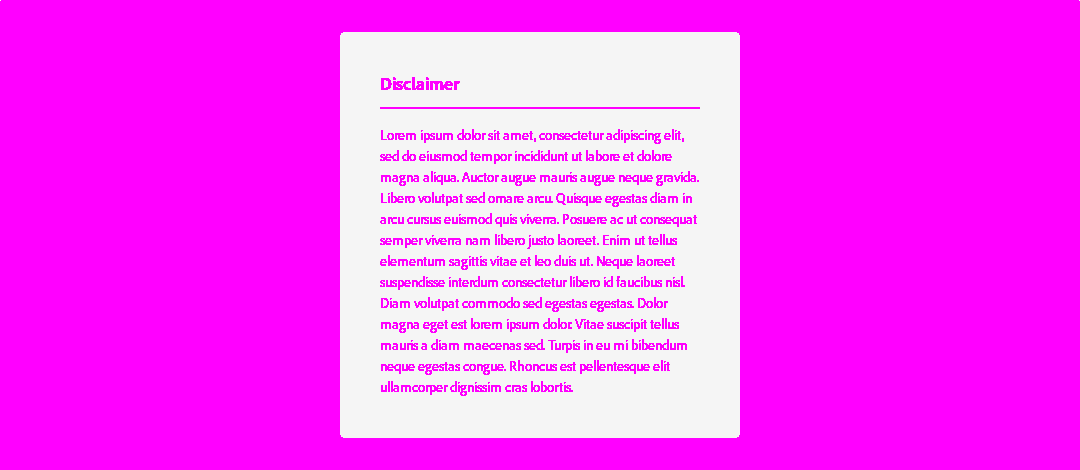 Disclaimer
Lorem ipsum dolor sit amet, consectetur adipiscing elit,
sed do eiusmod tempor incididunt ut labore et dolore
magna aliqua. Auctor augue mauris augue neque gravida.
Libero volutpat sed ornare arcu. Quisque egestas diam in
arcu cursus euismod quis viverra. Posuere ac ut consequat
semper viverra nam libero justo laoreet. Enim ut tellus
elementum sagittis vitae et leo duis ut. Neque laoreet
suspendisse interdum consectetur libero id faucibus nisl.
Diam volutpat commodo sed egestas egestas. Dolor
magna eget est lorem ipsum dolor. Vitae suscipit tellus
mauris a diam maecenas sed. Turpis in eu mi bibendum
neque egestas congue. Rhoncus est pellentesque elit
ullamcorper dignissim cras lobortis.